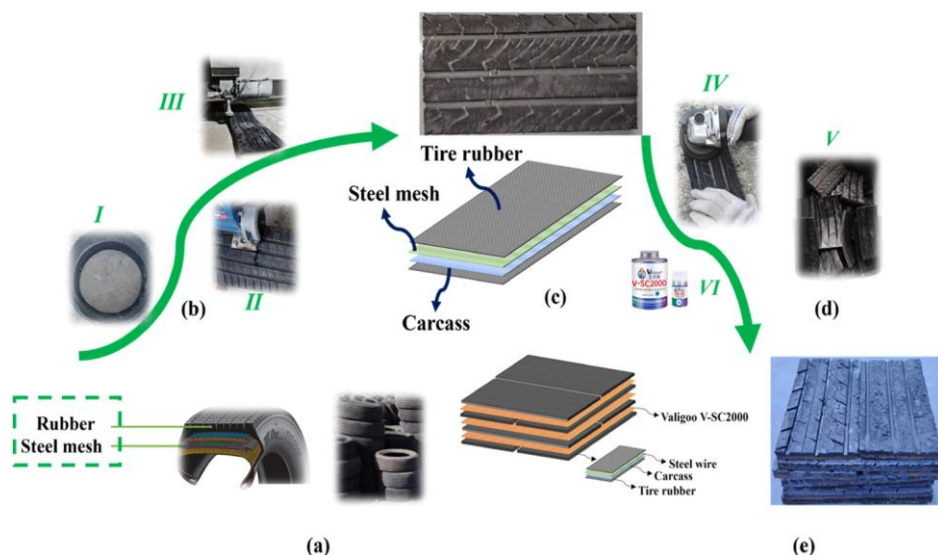 III
IV
V
Tire rubber
Steel mesh
I
II
(b)
(c)
V-SC2000
VI
(d)
Carcass
Rubber
Steel mesh
Valigoo V-SC2000
Steel wire
Carcass
Tire rubber
(a)
(e)